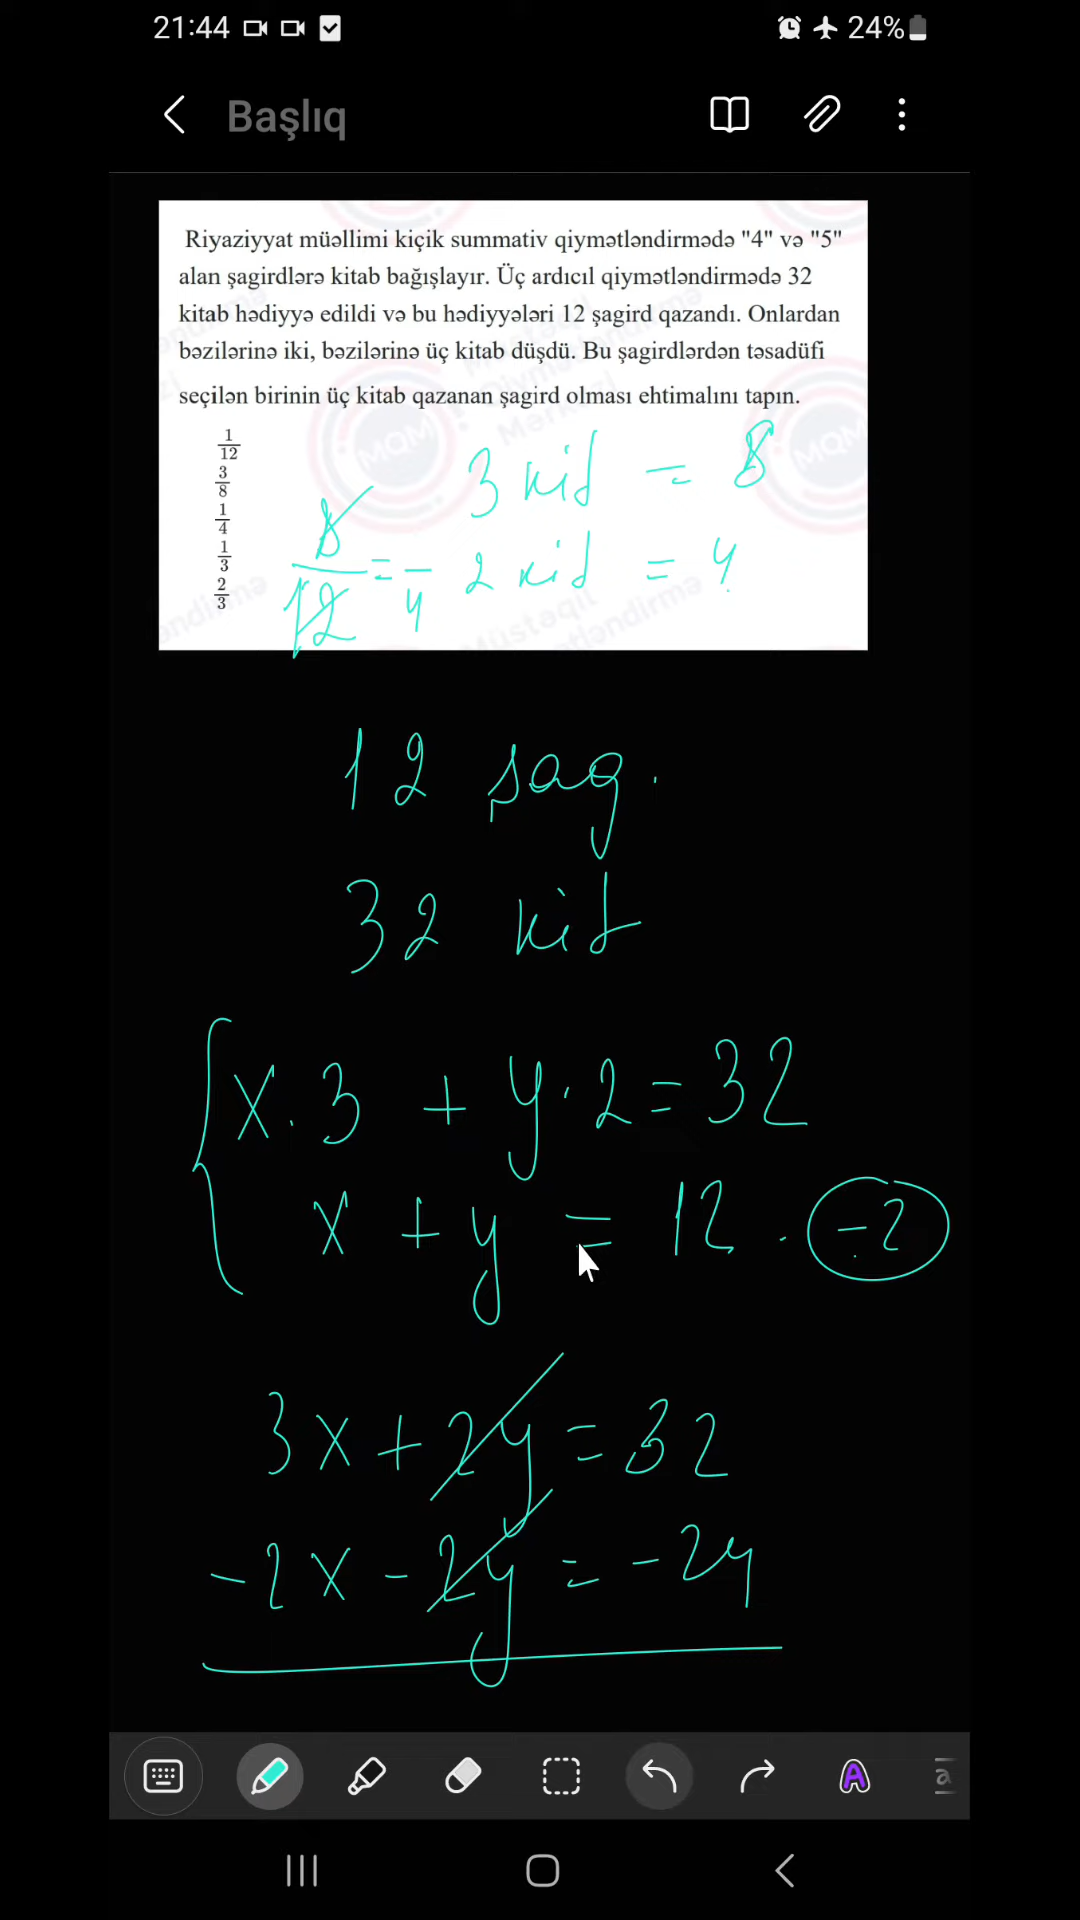 21:44 24%
Başlıq
Riyaziyyat müəllimi kiçik summativ qiymətləndirmədə "4" və "5"
alan şagirdlərə kitab bağışlayır. Üç ardıcıl qiymətləndirmədə 32
kitab hədiyyə edildi və bu hədiyyələri 12 şagird qazandı. Onlardan
bəzilərinə iki, bəzilərinə üç kitab düşdü. Bu şagirdlərdən təsadüfi
seçilən birinin üç kitab qazanan şagird olması ehtimalını tapın.
1/12
3/8
1/4
1/3
2/3
3 kit = 8
8/12 = —/4
2 kit = 4
12 şag.
32 kit
x · 3 + y · 2 = 32
x + y = 12 · -2
3x + 2y = 32
-2x - 2y = -24
MQM
MQM
A
a